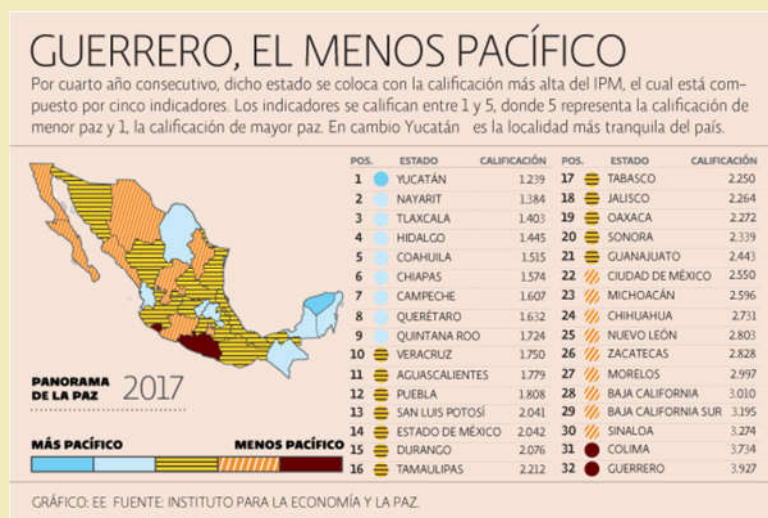 GUERRERO, EL MENOS PACÍFICO
Por cuarto año consecutivo, dicho estado se coloca con la calificación más alta del IPM, el cual está com-
puesto por cinco indicadores. Los indicadores se califican entre 1 y 5, donde 5 representa la calificación de
menor paz y 1, la calificación de mayor paz. En cambio Yucatán es la localidad más tranquila del país.
POS. ESTADO CALIFICACIÓN
1 YUCATÁN 1.239
2 NAYARIT 1.384
3 TLAXCALA 1.403
4 HIDALGO 1.445
5 COAHUILA 1.515
6 CHIAPAS 1.574
7 CAMPECHE 1.607
8 QUERÉTARO 1.632
9 QUINTANA ROO 1.724
10 VERACRUZ 1.750
11 AGUASCALIENTES 1.779
12 PUEBLA 1.808
13 SAN LUIS POTOSÍ 2.041
14 ESTADO DE MÉXICO 2.042
15 DURANGO 2.076
16 TAMAULIPAS 2.212
POS. ESTADO CALIFICACIÓN
17 TABASCO 2.250
18 JALISCO 2.264
19 OAXACA 2.272
20 SONORA 2.339
21 GUANAJUATO 2.443
22 CIUDAD DE MÉXICO 2.550
23 MICHOACÁN 2.596
24 CHIHUAHUA 2.731
25 NUEVO LEÓN 2.803
26 ZACATECAS 2.828
27 MORELOS 2.997
28 BAJA CALIFORNIA 3.010
29 BAJA CALIFORNIA SUR 3.195
30 SINALOA 3.274
31 COLIMA 3.734
32 GUERRERO 3.927
PANORAMA
DE LA PAZ 2017
MÁS PACÍFICO MENOS PACÍFICO
GRÁFICO: EE FUENTE: INSTITUTO PARA LA ECONOMÍA Y LA PAZ.